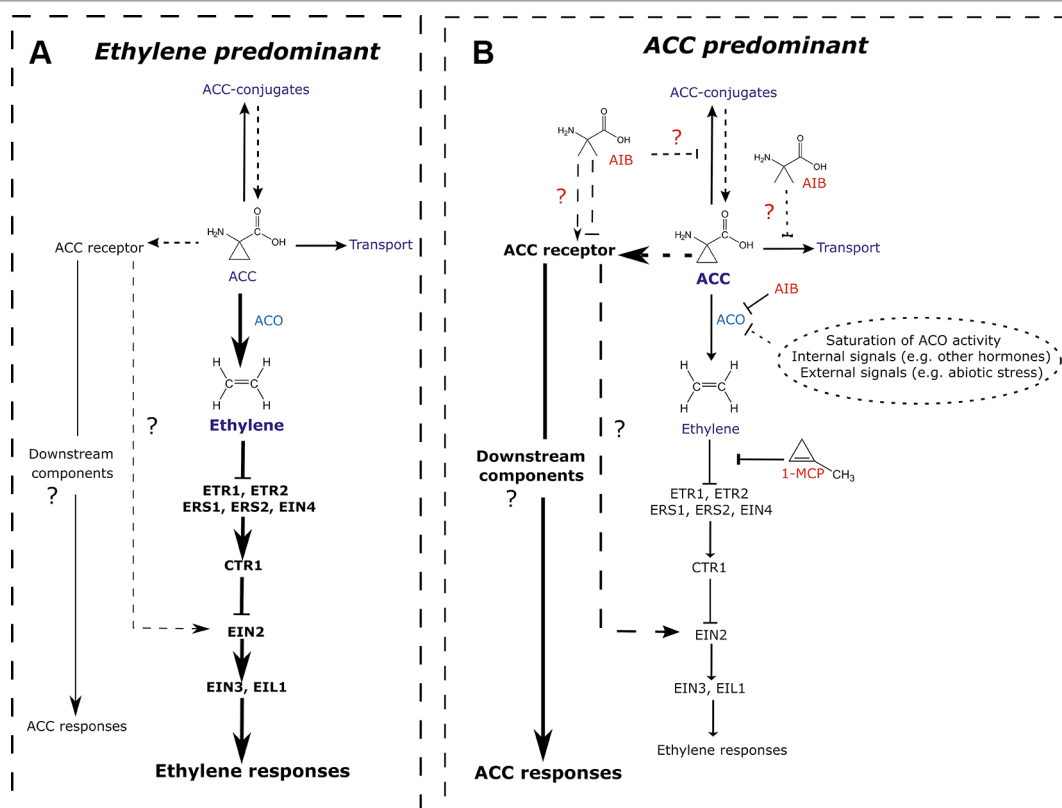 A
Ethylene predominant
ACC-conjugates
H₂N
O
OH
ACC receptor
Transport
ACC
ACO
H
H
C=C
H
H
Ethylene
?
Downstream
components
?
ETR1, ETR2
ERS1, ERS2, EIN4
CTR1
EIN2
EIN3, EIL1
ACC responses
Ethylene responses
B
ACC predominant
ACC-conjugates
H₂N
O
OH
AIB
?
H₂N
O
OH
AIB
?
?
H₂N
O
OH
ACC receptor
Transport
ACC
AIB
ACO
Saturation of ACO activity
Internal signals (e.g. other hormones)
External signals (e.g. abiotic stress)
H
H
C=C
H
H
Ethylene
?
Downstream
components
?
1-MCP
CH₃
ETR1, ETR2
ERS1, ERS2, EIN4
CTR1
EIN2
EIN3, EIL1
Ethylene responses
ACC responses